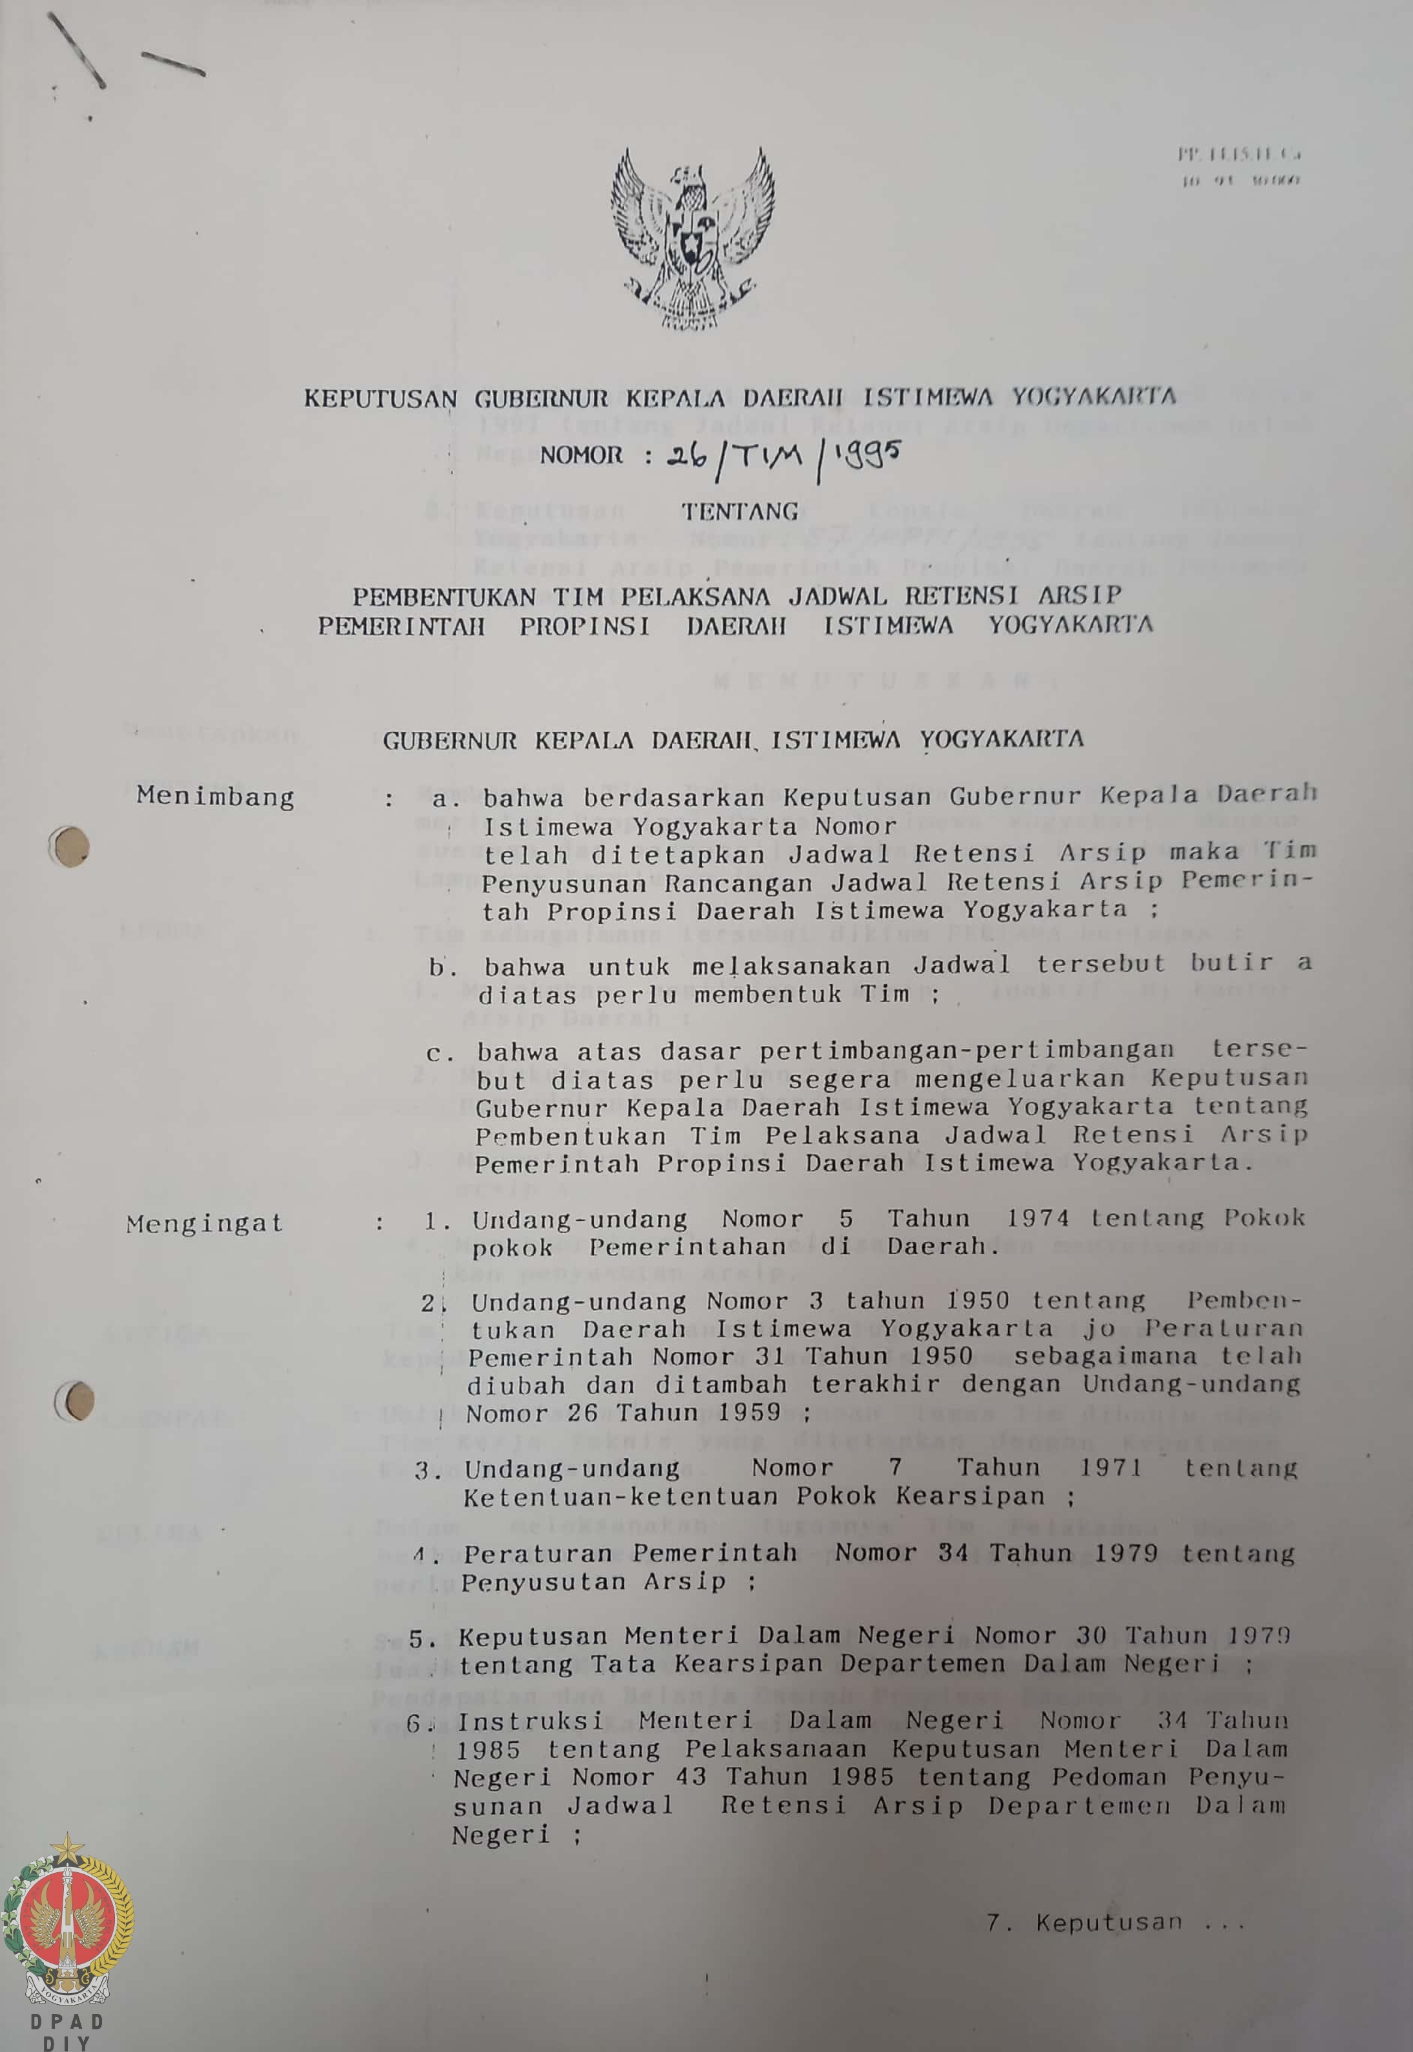 KEPUTUSAN GUBERNUR KEPALA DAERAH ISTIMEWA YOGYAKARTA
NOMOR : 26/TIM/1995
TENTANG
PEMBENTUKAN TIM PELAKSANA JADWAL RETENSI ARSIP
PEMERINTAH PROPINSI DAERAH ISTIMEWA YOGYAKARTA
GUBERNUR KEPALA DAERAH ISTIMEWA YOGYAKARTA
Menimbang : a. bahwa berdasarkan Keputusan Gubernur Kepala Daerah
Istimewa Yogyakarta Nomor
telah ditetapkan Jadwal Retensi Arsip maka Tim
Penyusunan Rancangan Jadwal Retensi Arsip Pemerin-
tah Propinsi Daerah Istimewa Yogyakarta ;
b. bahwa untuk melaksanakan Jadwal tersebut butir a
diatas perlu membentuk Tim ;
c. bahwa atas dasar pertimbangan-pertimbangan terse-
but diatas perlu segera mengeluarkan Keputusan
Gubernur Kepala Daerah Istimewa Yogyakarta tentang
Pembentukan Tim Pelaksana Jadwal Retensi Arsip
Pemerintah Propinsi Daerah Istimewa Yogyakarta.
Mengingat : 1. Undang-undang Nomor 5 Tahun 1974 tentang Pokok
pokok Pemerintahan di Daerah.
2. Undang-undang Nomor 3 tahun 1950 tentang Pemben-
tukan Daerah Istimewa Yogyakarta jo Peraturan
Pemerintah Nomor 31 Tahun 1950 sebagaimana telah
diubah dan ditambah terakhir dengan Undang-undang
Nomor 26 Tahun 1959 ;
3. Undang-undang Nomor 7 Tahun 1971 tentang
Ketentuan-ketentuan Pokok Kearsipan ;
4. Peraturan Pemerintah Nomor 34 Tahun 1979 tentang
Penyusutan Arsip ;
5. Keputusan Menteri Dalam Negeri Nomor 30 Tahun 1979
tentang Tata Kearsipan Departemen Dalam Negeri ;
6. Instruksi Menteri Dalam Negeri Nomor 34 Tahun
1985 tentang Pelaksanaan Keputusan Menteri Dalam
Negeri Nomor 43 Tahun 1985 tentang Pedoman Penyu-
sunan Jadwal Retensi Arsip Departemen Dalam
Negeri ;
7. Keputusan ...
YOGYAKARTA
DPAD
DIY